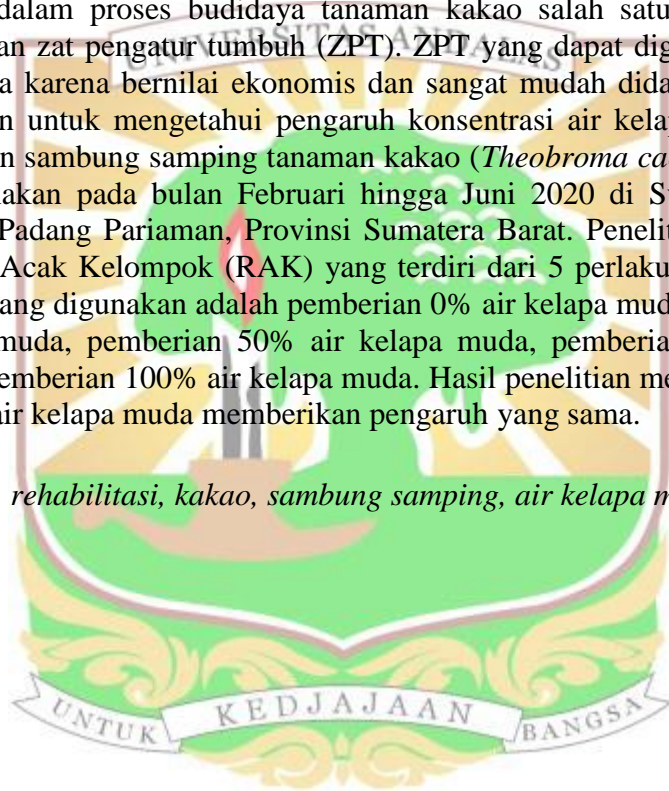 dalam proses budidaya tanaman kakao salah satu
an zat pengatur tumbuh (ZPT). ZPT yang dapat dig
UNIVERSITAS ANDALAS
a karena bernilai ekonomis dan sangat mudah dida
n untuk mengetahui pengaruh konsentrasi air kela
n sambung samping tanaman kakao (Theobroma ca
akan pada bulan Februari hingga Juni 2020 di S
Padang Pariaman, Provinsi Sumatera Barat. Penelit
Acak Kelompok (RAK) yang terdiri dari 5 perlaku
ang digunakan adalah pemberian 0% air kelapa mud
muda, pemberian 50% air kelapa muda, pemberia
emberian 100% air kelapa muda. Hasil penelitian me
air kelapa muda memberikan pengaruh yang sama.
rehabilitasi, kakao, sambung samping, air kelapa m
UNTUK KEDJAJAAN BANGSA